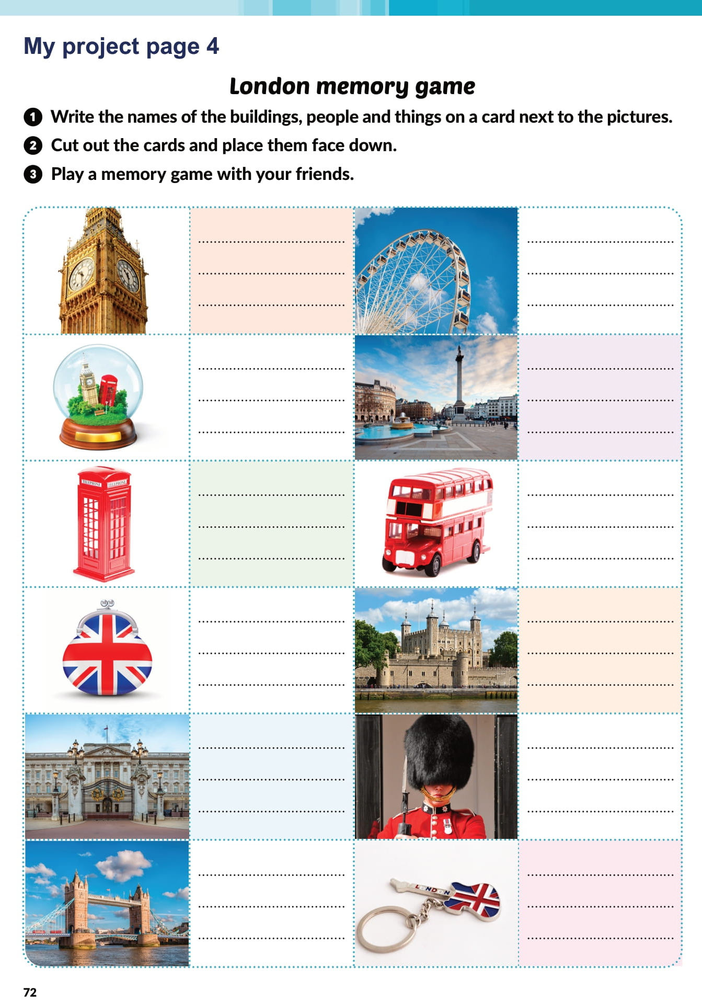 My project page 4
London memory game
1 Write the names of the buildings, people and things on a card next to the pictures.
2 Cut out the cards and place them face down.
3 Play a memory game with your friends.
TELEPHONE TELEPHONE
LONDON
72